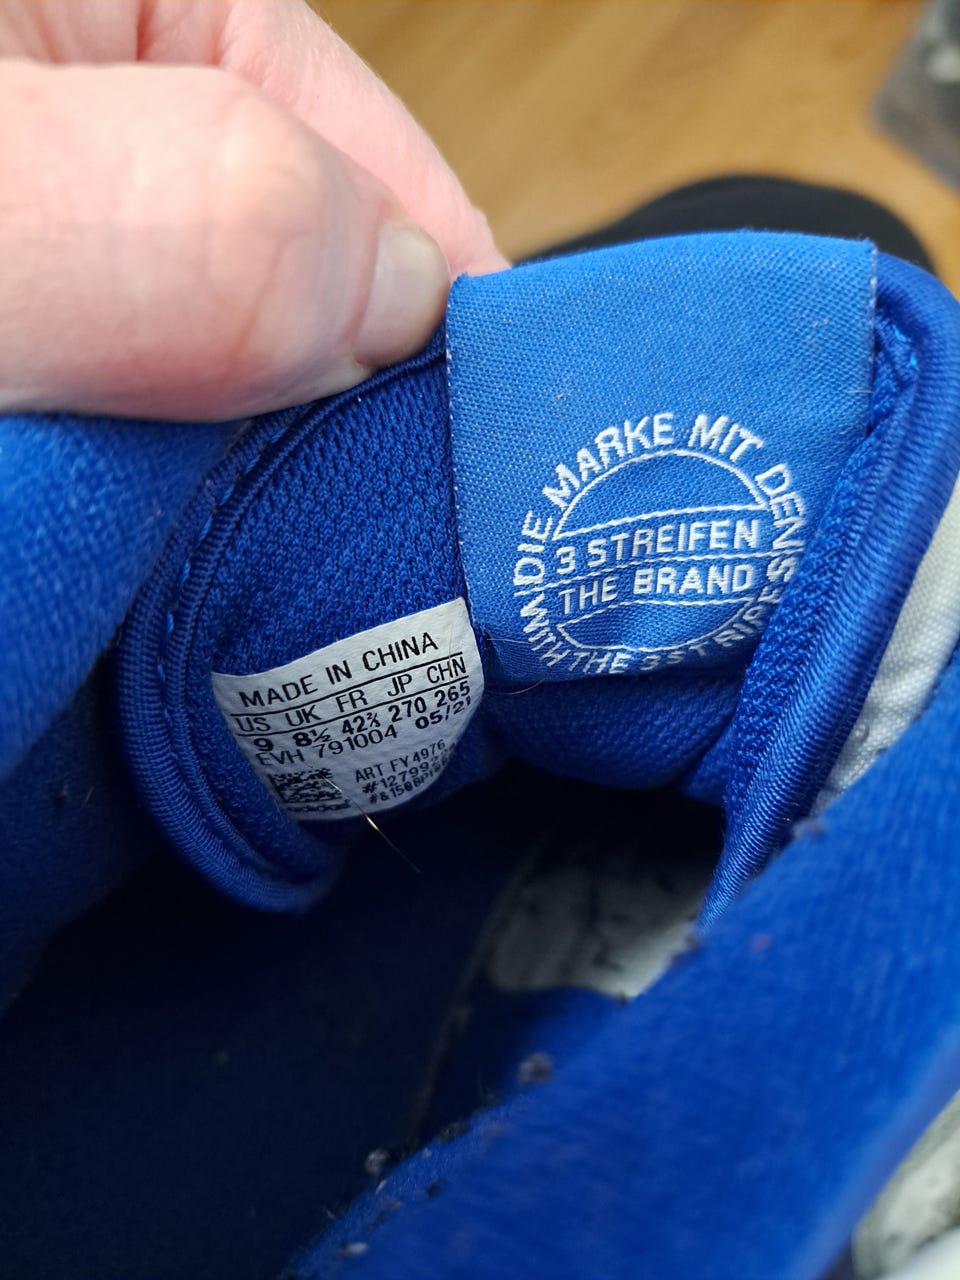 DIE MARKE MIT DEN
3 STREIFEN
THE BRAND
WITH THE 3 STRIPES
MADE IN CHINA
US UK FR JP CHN
9 8½ 42⅔ 270 265
EVH 791004 05/21
ART FY4976
adidas